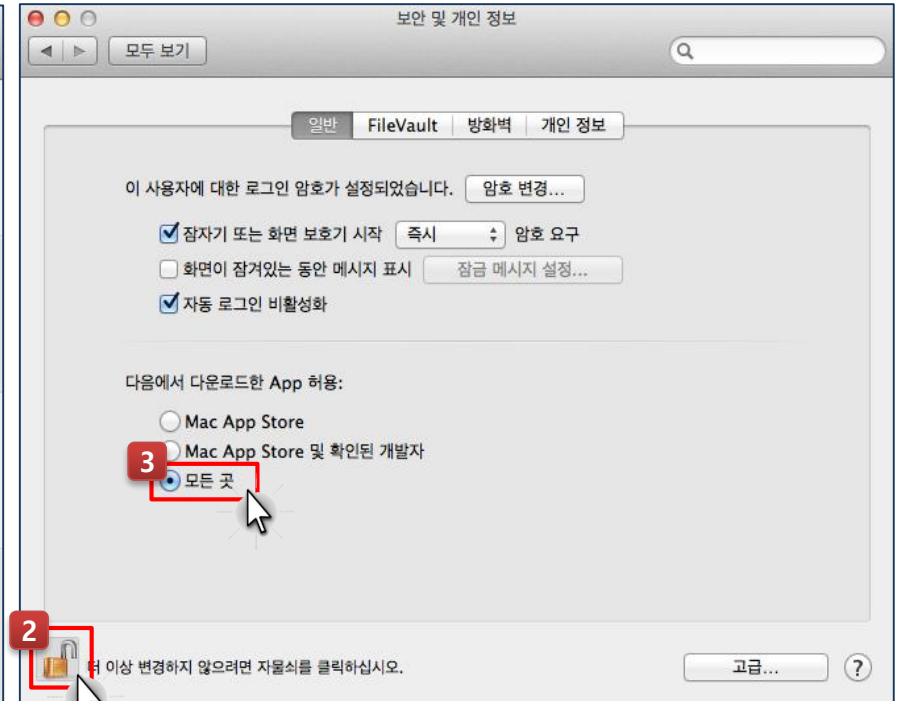 보안 및 개인 정보
모두 보기
일반 FileVault 방화벽 개인 정보
이 사용자에 대한 로그인 암호가 설정되었습니다. 암호 변경...
잠자기 또는 화면 보호기 시작 즉시 암호 요구
화면이 잠겨있는 동안 메시지 표시 잠금 메시지 설정...
자동 로그인 비활성화
다음에서 다운로드한 App 허용:
Mac App Store
Mac App Store 및 확인된 개발자
3
모든 곳
2
더 이상 변경하지 않으려면 자물쇠를 클릭하십시오. 고급... ?